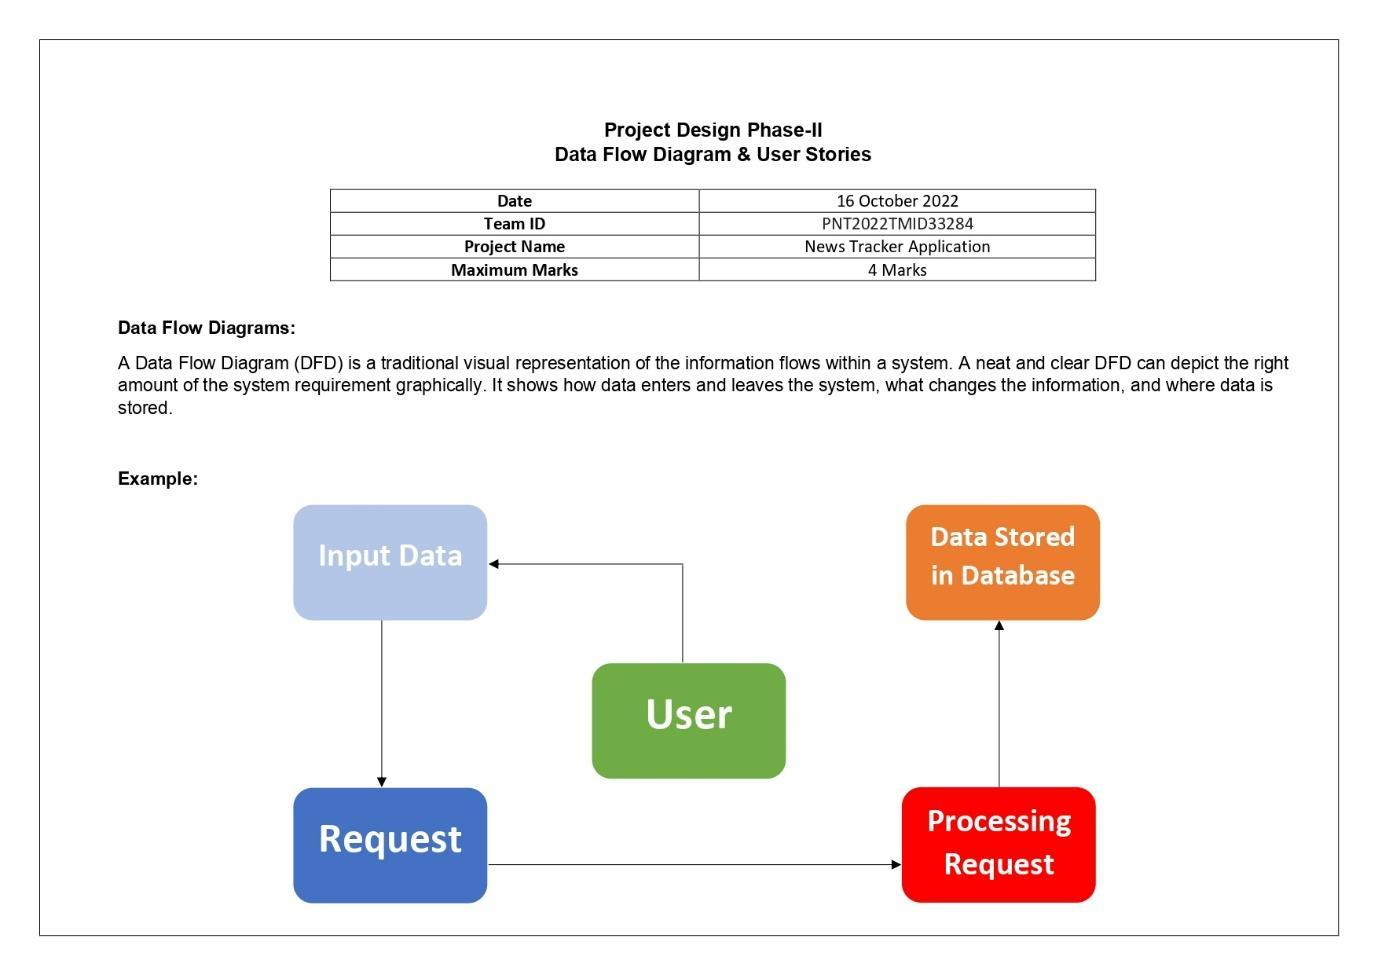 Project Design Phase-II
Data Flow Diagram & User Stories
Date 16 October 2022
Team ID PNT2022TMID33284
Project Name News Tracker Application
Maximum Marks 4 Marks
Data Flow Diagrams:
A Data Flow Diagram (DFD) is a traditional visual representation of the information flows within a system. A neat and clear DFD can depict the right
amount of the system requirement graphically. It shows how data enters and leaves the system, what changes the information, and where data is
stored.
Example:
Input Data
Data Stored
in Database
User
Request
Processing
Request